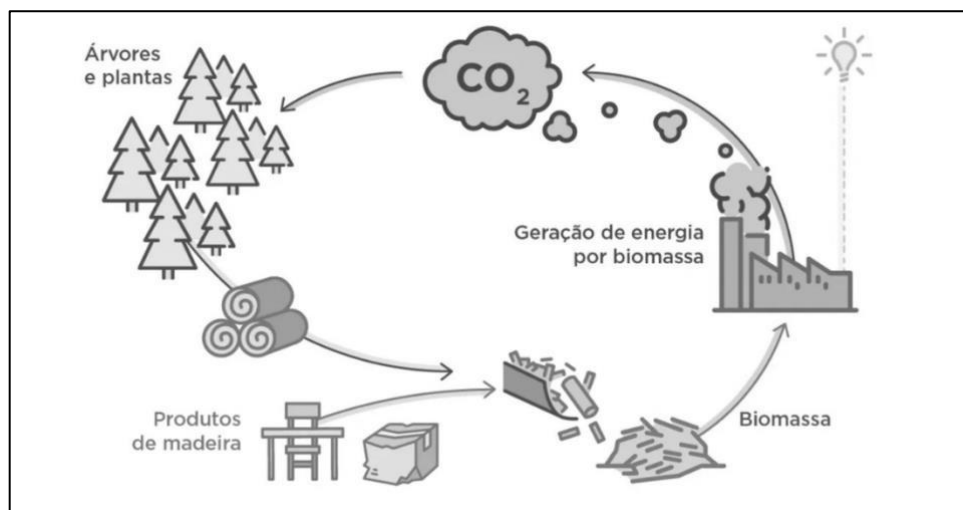 Árvores
e plantas
CO₂
Geração de energia
por biomassa
Produtos
de madeira
Biomassa